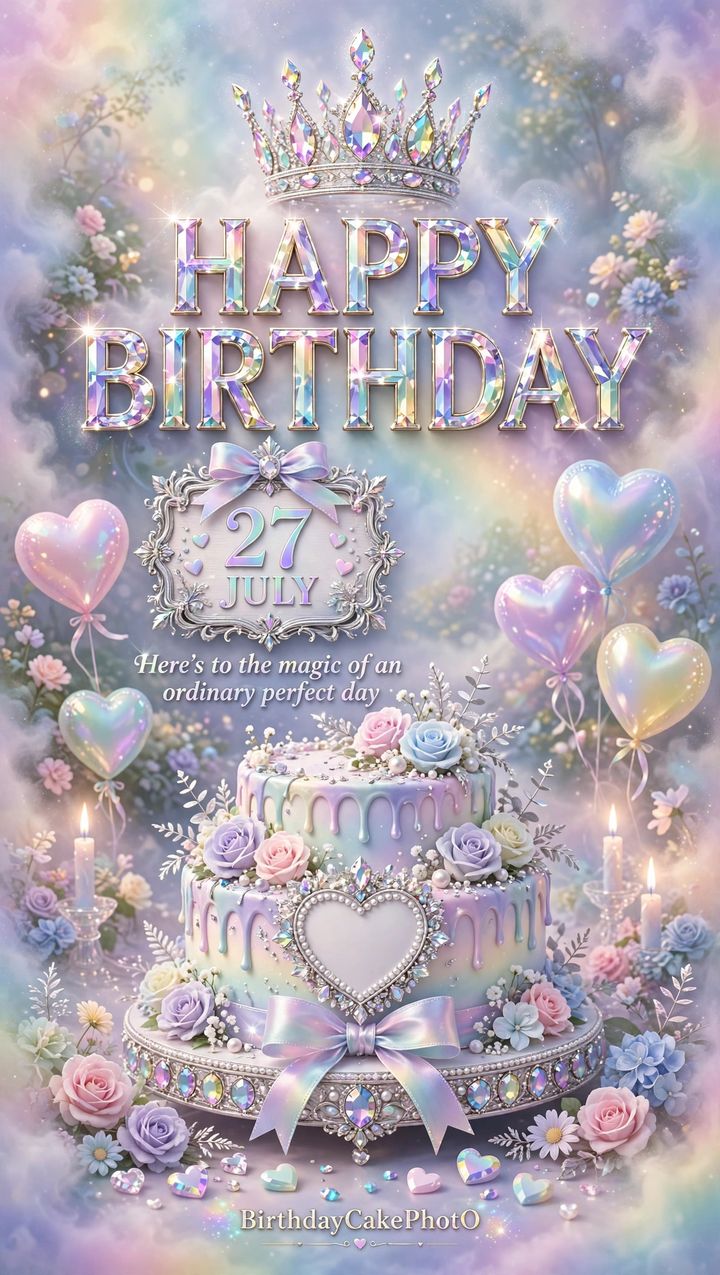 HAPPY
BIRTHDAY
27
JULY
Here's to the magic of an
ordinary perfect day
BirthdayCakePhotO